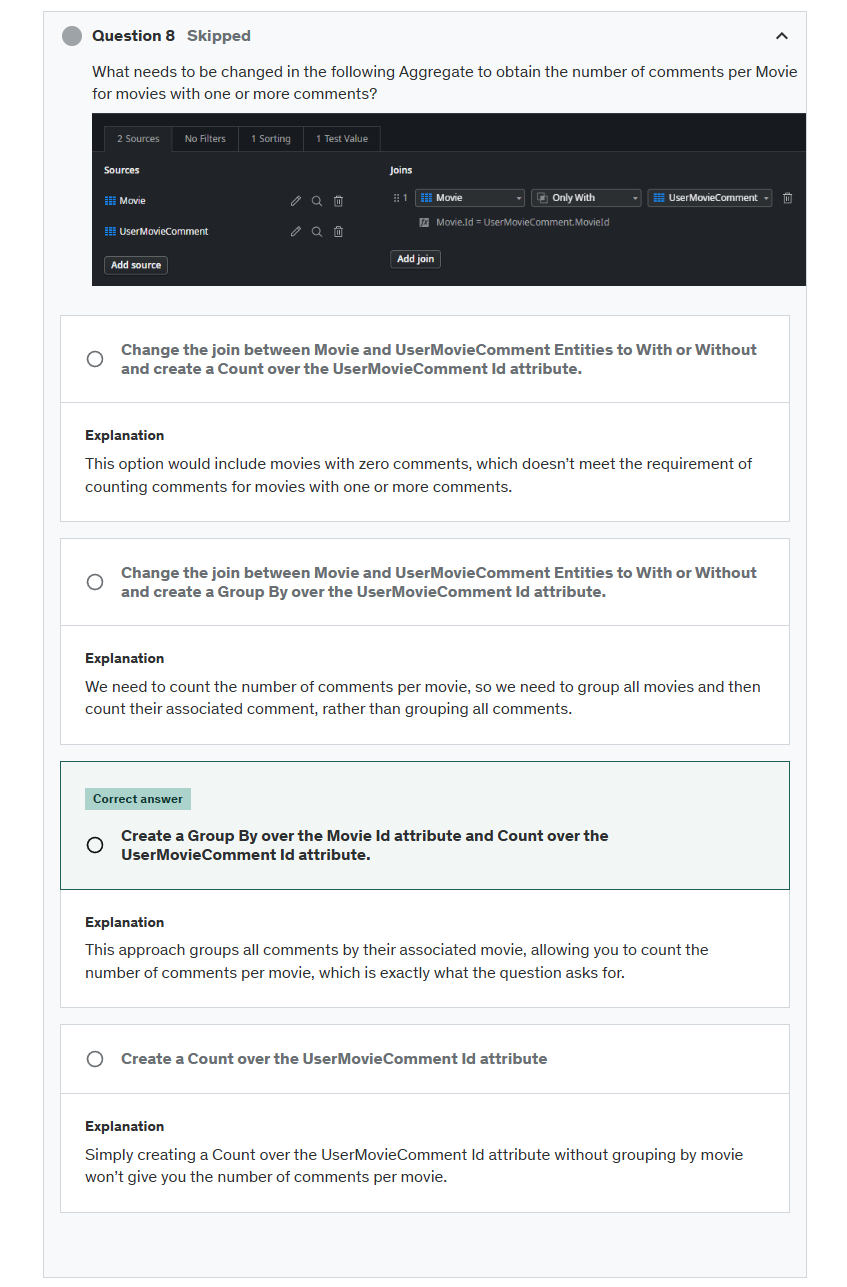 Question 8 Skipped
What needs to be changed in the following Aggregate to obtain the number of comments per Movie
for movies with one or more comments?
2 Sources No Filters 1 Sorting 1 Test Value
Sources
Joins
Movie
1 Movie Only With UserMovieComment
Movie.Id = UserMovieComment.MovieId
UserMovieComment
Add source
Add join
Change the join between Movie and UserMovieComment Entities to With or Without
and create a Count over the UserMovieComment Id attribute.
Explanation
This option would include movies with zero comments, which doesn’t meet the requirement of
counting comments for movies with one or more comments.
Change the join between Movie and UserMovieComment Entities to With or Without
and create a Group By over the UserMovieComment Id attribute.
Explanation
We need to count the number of comments per movie, so we need to group all movies and then
count their associated comment, rather than grouping all comments.
Correct answer
Create a Group By over the Movie Id attribute and Count over the
UserMovieComment Id attribute.
Explanation
This approach groups all comments by their associated movie, allowing you to count the
number of comments per movie, which is exactly what the question asks for.
Create a Count over the UserMovieComment Id attribute
Explanation
Simply creating a Count over the UserMovieComment Id attribute without grouping by movie
won’t give you the number of comments per movie.